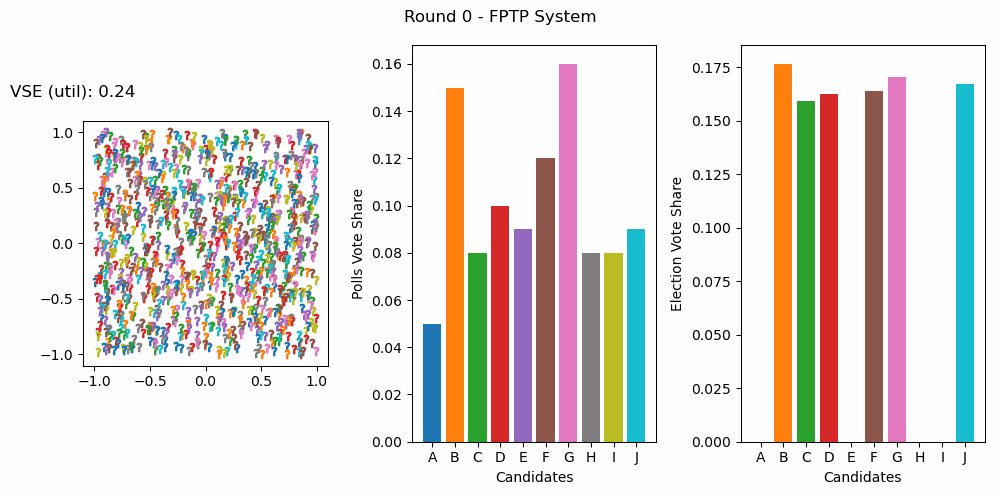 Round 0 - FPTP System
VSE (util): 0.24
1.0
0.5
0.0
−0.5
−1.0
−1.0 −0.5 0.0 0.5 1.0
Polls Vote Share
0.16
0.14
0.12
0.10
0.08
0.06
0.04
0.02
0.00
A B C D E F G H I J
Candidates
Election Vote Share
0.175
0.150
0.125
0.100
0.075
0.050
0.025
0.000
A B C D E F G H I J
Candidates